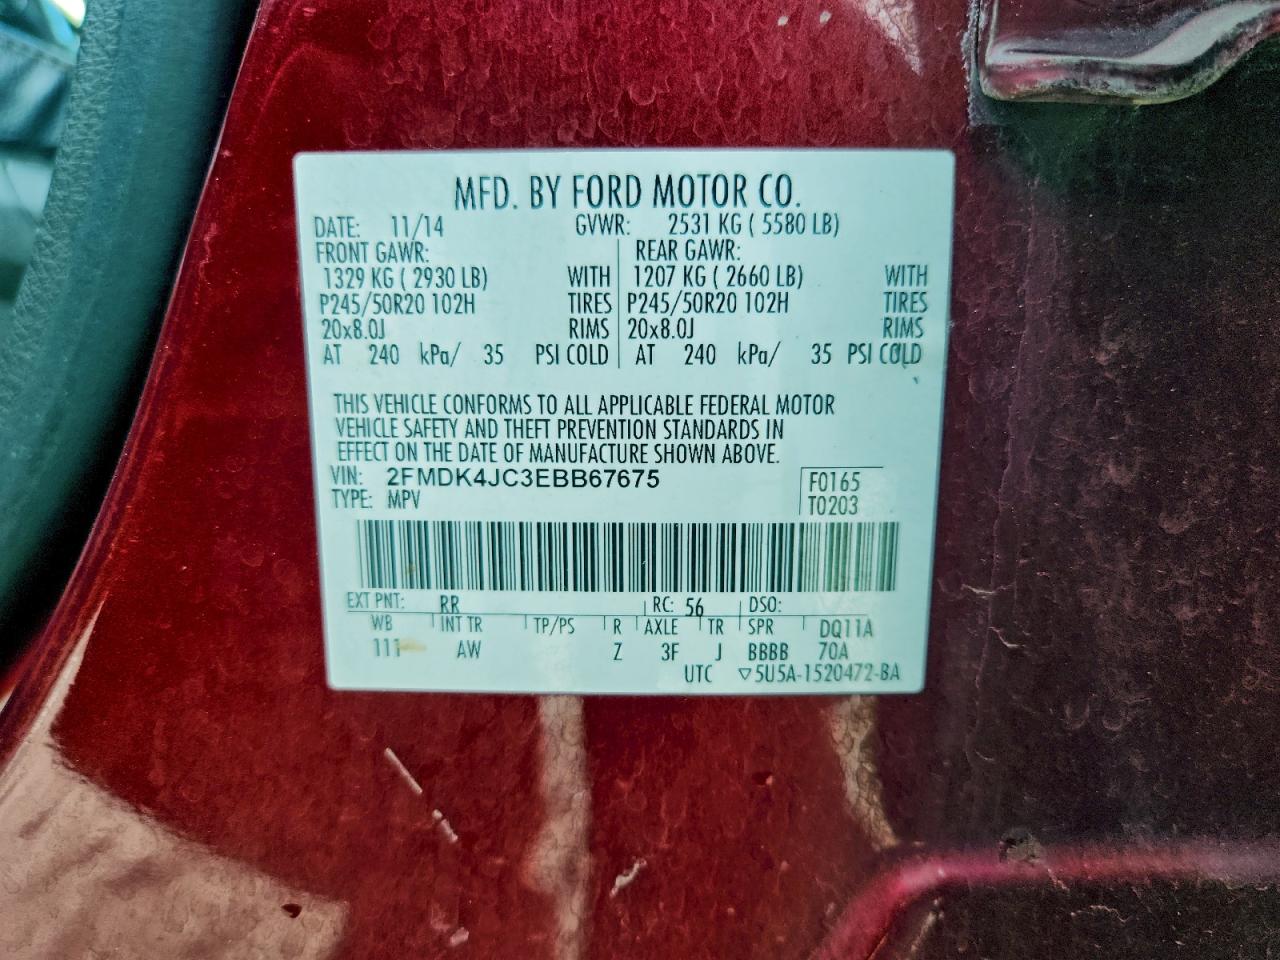 MFD. BY FORD MOTOR CO.
DATE: 11/14 GVWR: 2531 KG ( 5580 LB)
FRONT GAWR: REAR GAWR:
1329 KG ( 2930 LB) WITH 1207 KG ( 2660 LB) WITH
P245/50R20 102H TIRES P245/50R20 102H TIRES
20x8.0J RIMS 20x8.0J RIMS
AT 240 kPa/ 35 PSI COLD AT 240 kPa/ 35 PSI COLD
THIS VEHICLE CONFORMS TO ALL APPLICABLE FEDERAL MOTOR
VEHICLE SAFETY AND THEFT PREVENTION STANDARDS IN
EFFECT ON THE DATE OF MANUFACTURE SHOWN ABOVE.
VIN: 2FMDK4JC3EBB67675 F0165
TYPE: MPV T0203
EXT PNT: RR RC: 56 DSO:
WB INT TR TP/PS R AXLE TR SPR DQ11A
111 AW Z 3F J BBBB 70A
UTC ▽5U5A-1520472-BA